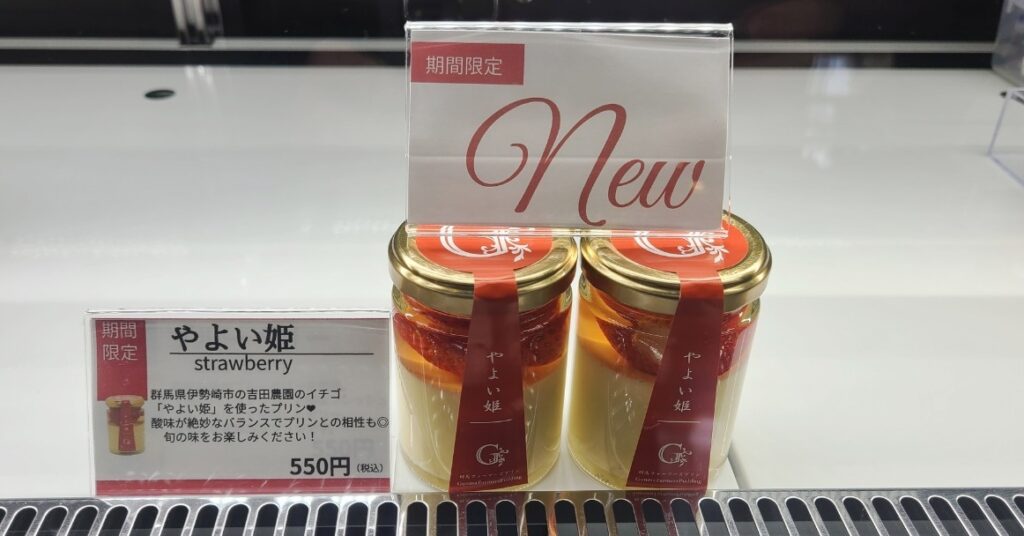 期間限定
New
期間
限定
やよい姫
strawberry
群馬県伊勢崎市の吉田農園のイチゴ
「やよい姫」を使ったプリン❤
酸味が絶妙なバランスでプリンとの相性も◎
旬の味をお楽しみください！
550円(税込)
やよい姫
やよい姫